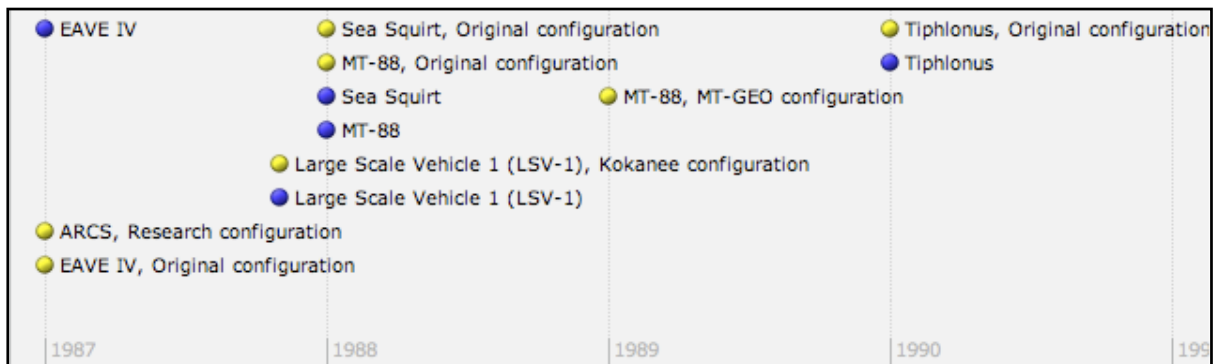 EAVE IV
Sea Squirt, Original configuration
Tiphlonus, Original configuration
MT-88, Original configuration
Tiphlonus
Sea Squirt
MT-88, MT-GEO configuration
MT-88
Large Scale Vehicle 1 (LSV-1), Kokanee configuration
Large Scale Vehicle 1 (LSV-1)
ARCS, Research configuration
EAVE IV, Original configuration
1987
1988
1989
1990